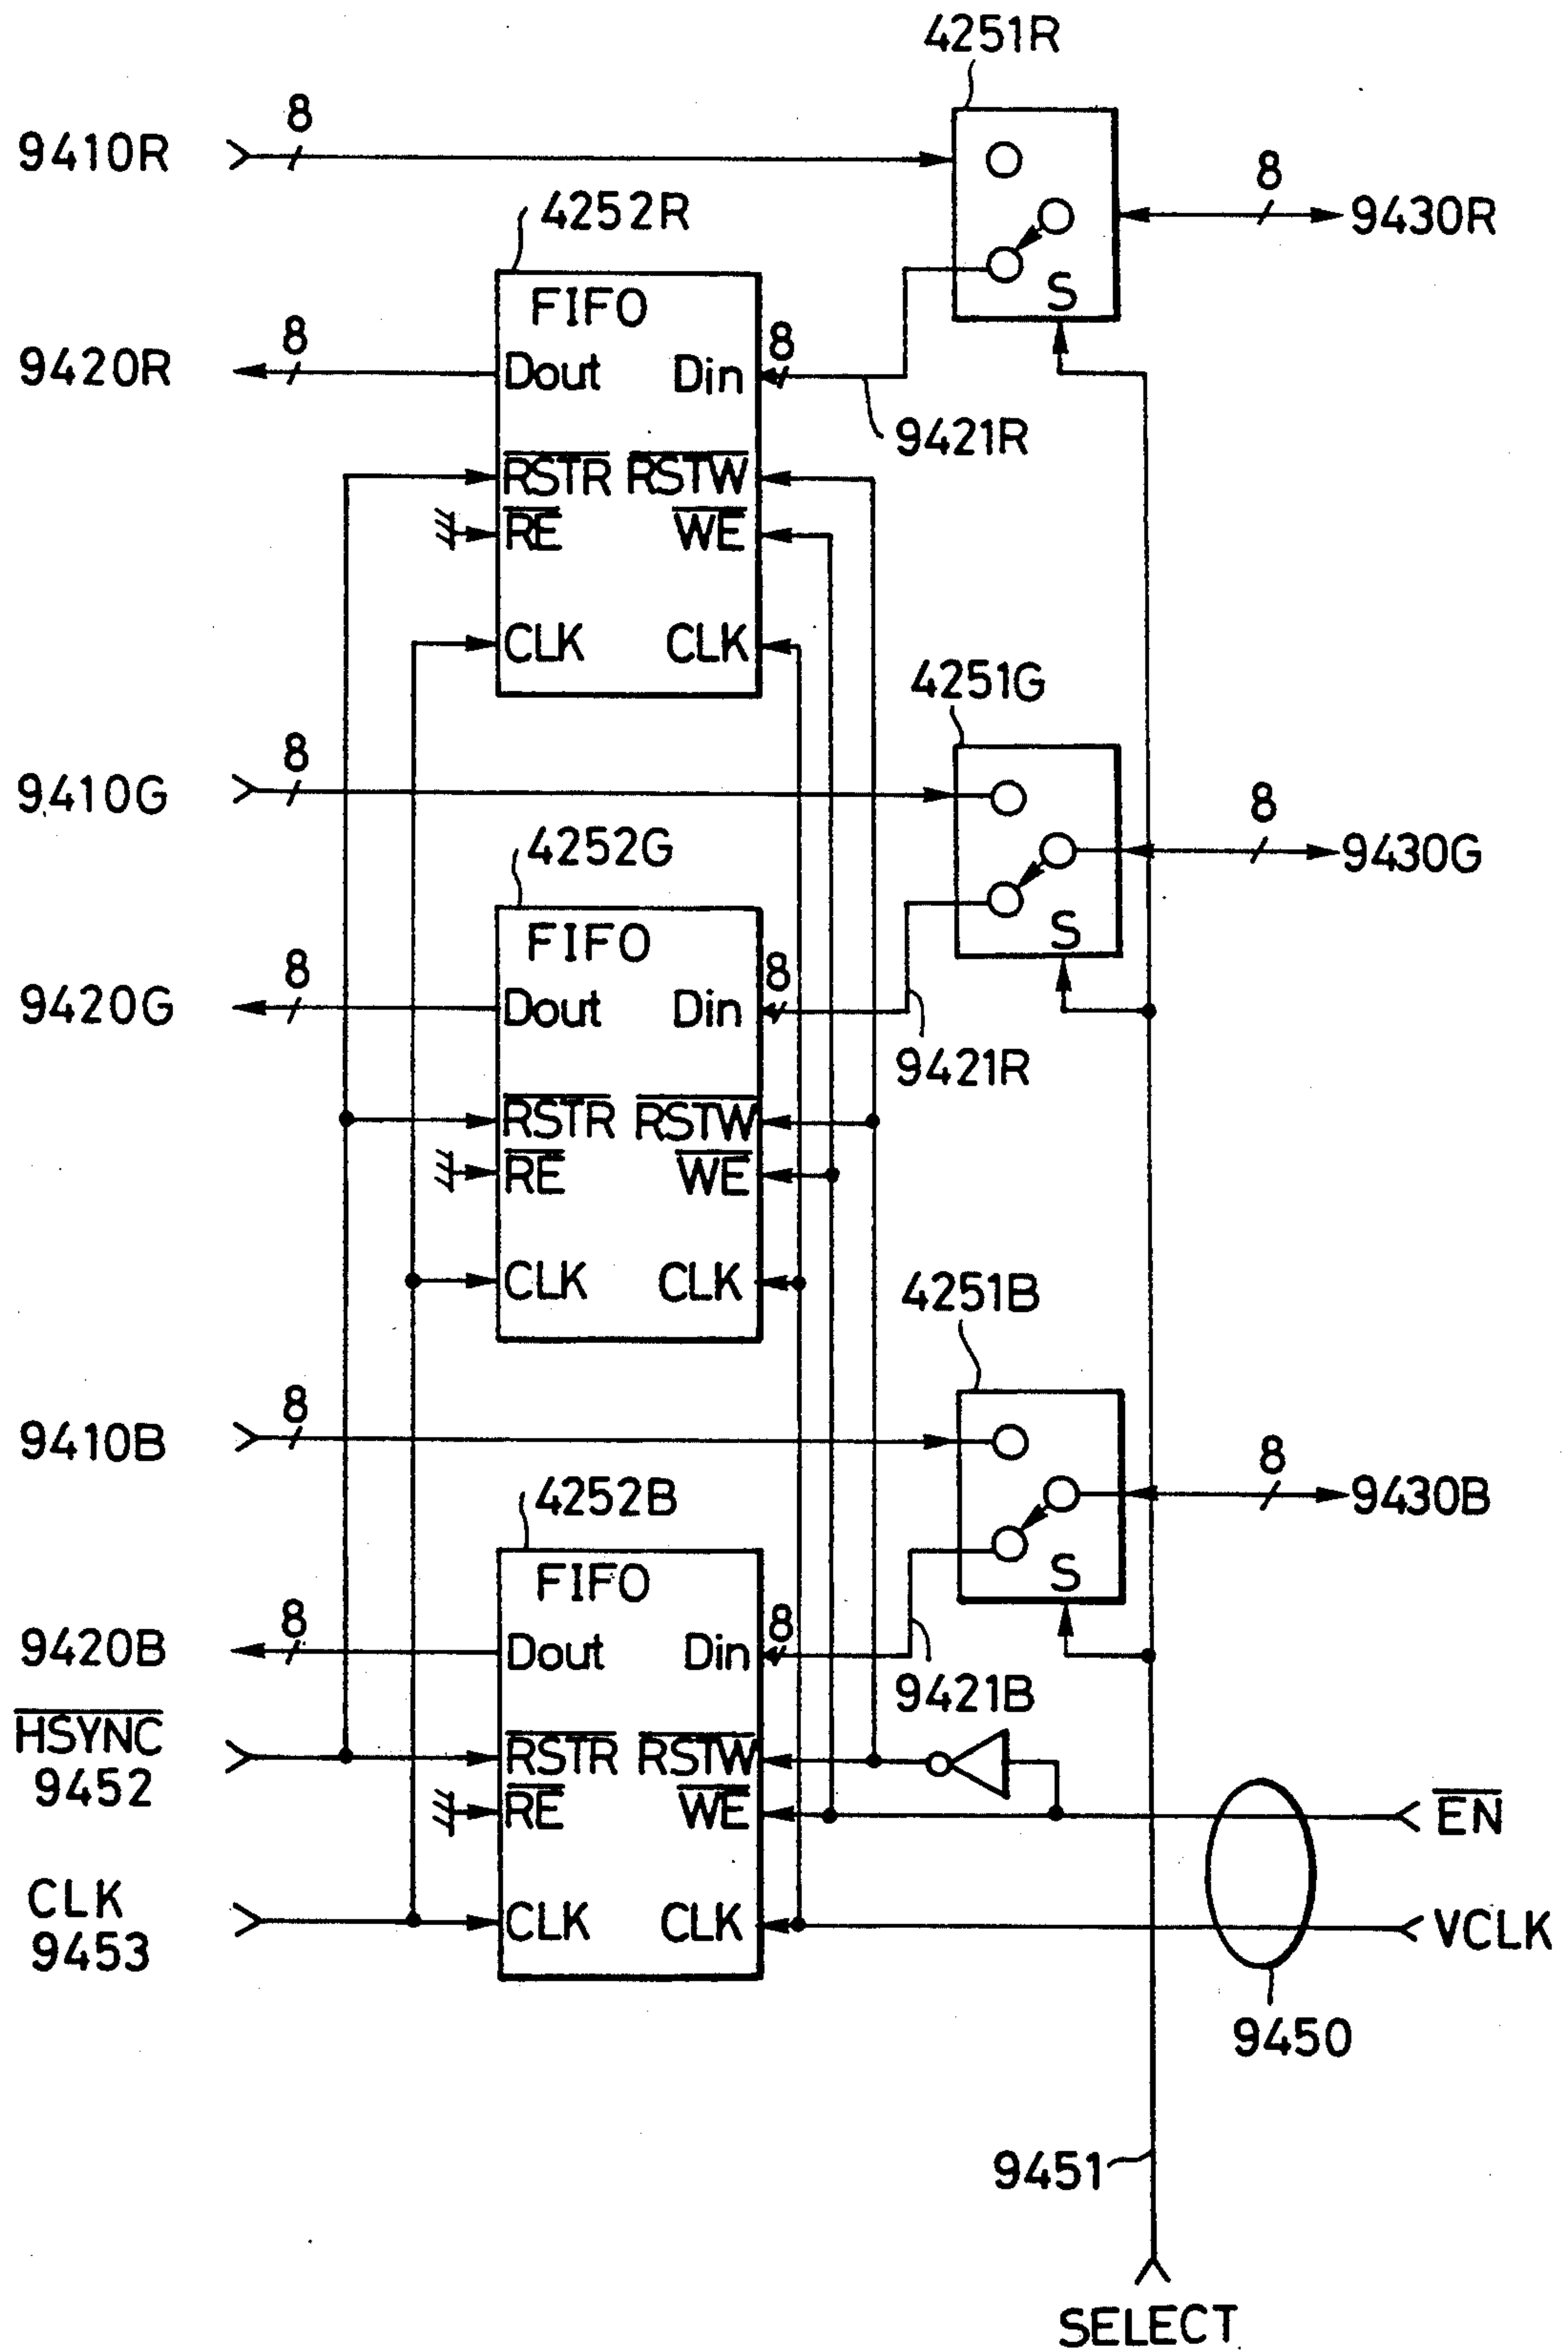 4251R
8
9410R
8
9430R
4252R
FIFO
S
8
9420R
Dout
Din
8
9421R
RSTR
RSTW
RE
WE
CLK
CLK
4251G
8
9410G
8
9430G
4252G
FIFO
S
8
9420G
Dout
Din
8
9421R
RSTR
RSTW
RE
WE
CLK
CLK
4251B
8
9410B
8
9430B
4252B
FIFO
S
8
9420B
Dout
Din
8
9421B
HSYNC
9452
RSTR
RSTW
RE
WE
EN
CLK
9453
CLK
CLK
VCLK
9450
9451
SELECT